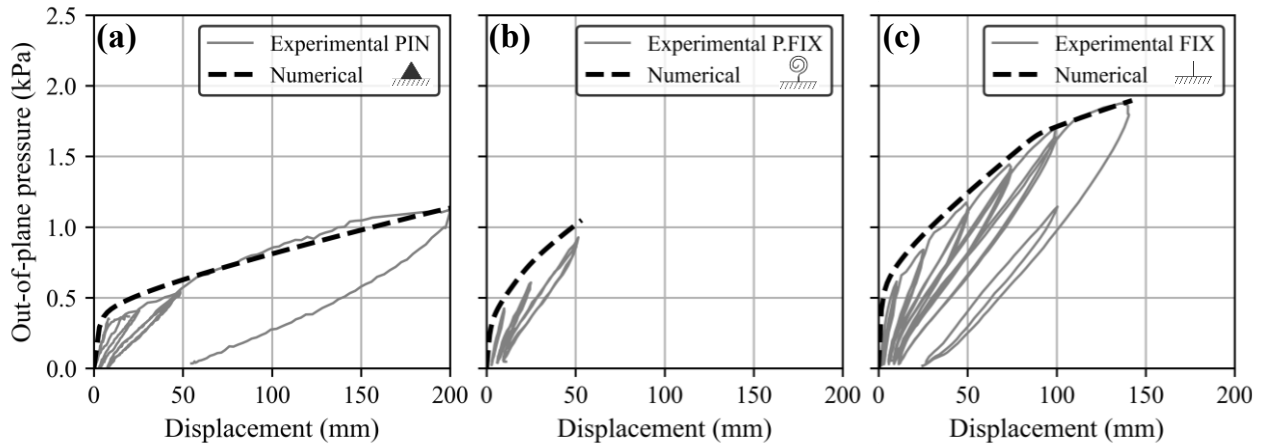 (a)
Experimental PIN
Numerical
(b)
Experimental P.FIX
Numerical
(c)
Experimental FIX
Numerical
Out-of-plane pressure (kPa)
2.5
2.0
1.5
1.0
0.5
0.0
0 50 100 150 200
0 50 100 150 200
0 50 100 150 200
Displacement (mm)
Displacement (mm)
Displacement (mm)